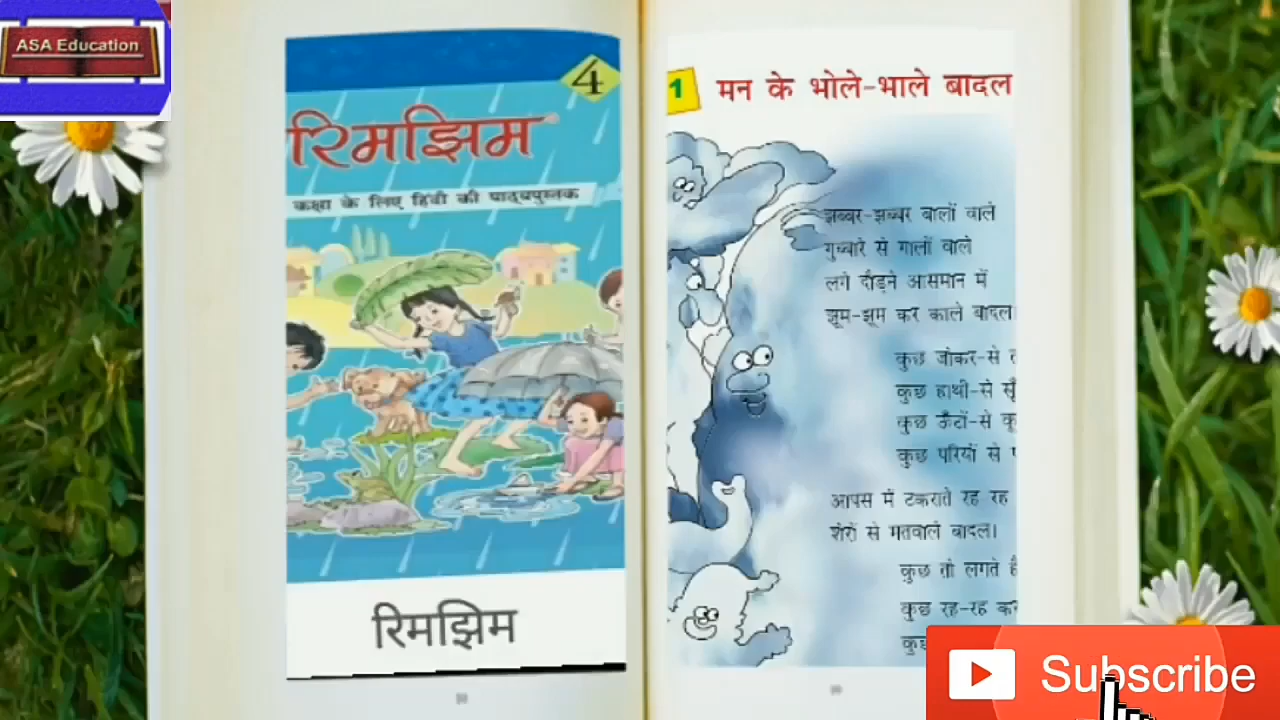 ASA Education
4
रिमझिम
कक्षा के लिए हिंदी की पाठ्यपुस्तक
रिमझिम
1 मन के भोले-भाले बादल
झब्बर-झब्बर बालों वाले
गुब्बारे से गालों वाले
लगे दौड़ने आसमान में
झूम-झूम कर काले बादल।
कुछ जोकर-से
कुछ हाथी-से
कुछ ऊँटों-से
कुछ परियों से
आपस में टकराते रह रह
शेरों से मतवाले बादल।
कुछ तो लगते
कुछ रह-रह
Subscribe